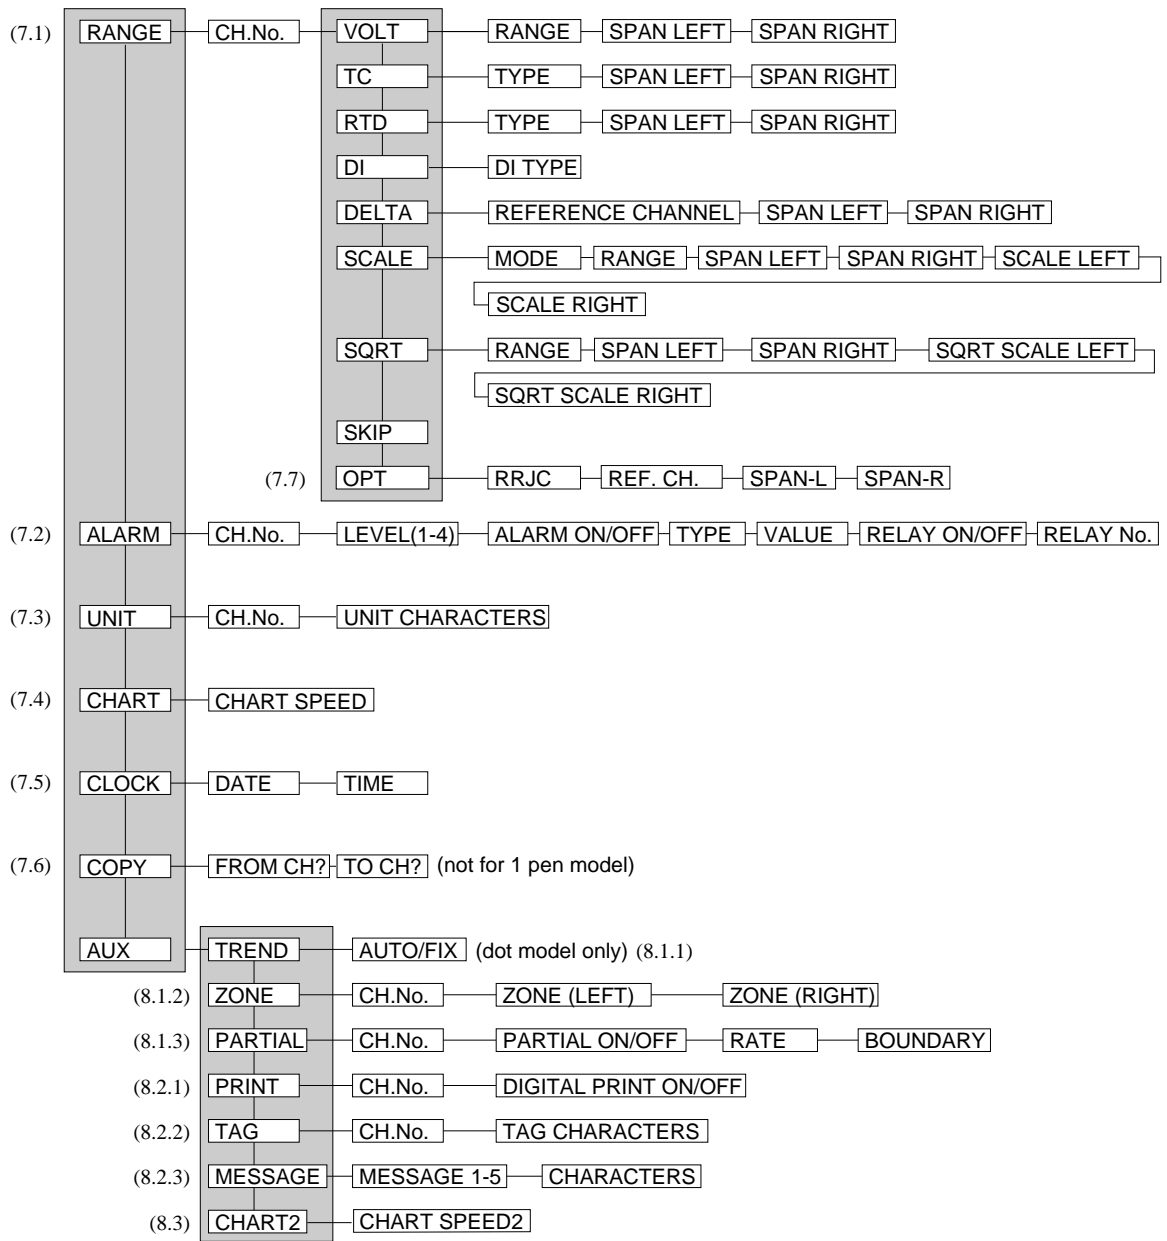 (7.1) RANGE CH.No. VOLT RANGE SPAN LEFT SPAN RIGHT
TC TYPE SPAN LEFT SPAN RIGHT
RTD TYPE SPAN LEFT SPAN RIGHT
DI DI TYPE
DELTA REFERENCE CHANNEL SPAN LEFT SPAN RIGHT
SCALE MODE RANGE SPAN LEFT SPAN RIGHT SCALE LEFT
SCALE RIGHT
SQRT RANGE SPAN LEFT SPAN RIGHT SQRT SCALE LEFT
SQRT SCALE RIGHT
SKIP
(7.7) OPT RRJC REF. CH. SPAN-L SPAN-R
(7.2) ALARM CH.No. LEVEL(1-4) ALARM ON/OFF TYPE VALUE RELAY ON/OFF RELAY No.
(7.3) UNIT CH.No. UNIT CHARACTERS
(7.4) CHART CHART SPEED
(7.5) CLOCK DATE TIME
(7.6) COPY FROM CH? TO CH? (not for 1 pen model)
AUX TREND AUTO/FIX (dot model only) (8.1.1)
(8.1.2) ZONE CH.No. ZONE (LEFT) ZONE (RIGHT)
(8.1.3) PARTIAL CH.No. PARTIAL ON/OFF RATE BOUNDARY
(8.2.1) PRINT CH.No. DIGITAL PRINT ON/OFF
(8.2.2) TAG CH.No. TAG CHARACTERS
(8.2.3) MESSAGE MESSAGE 1-5 CHARACTERS
(8.3) CHART2 CHART SPEED2